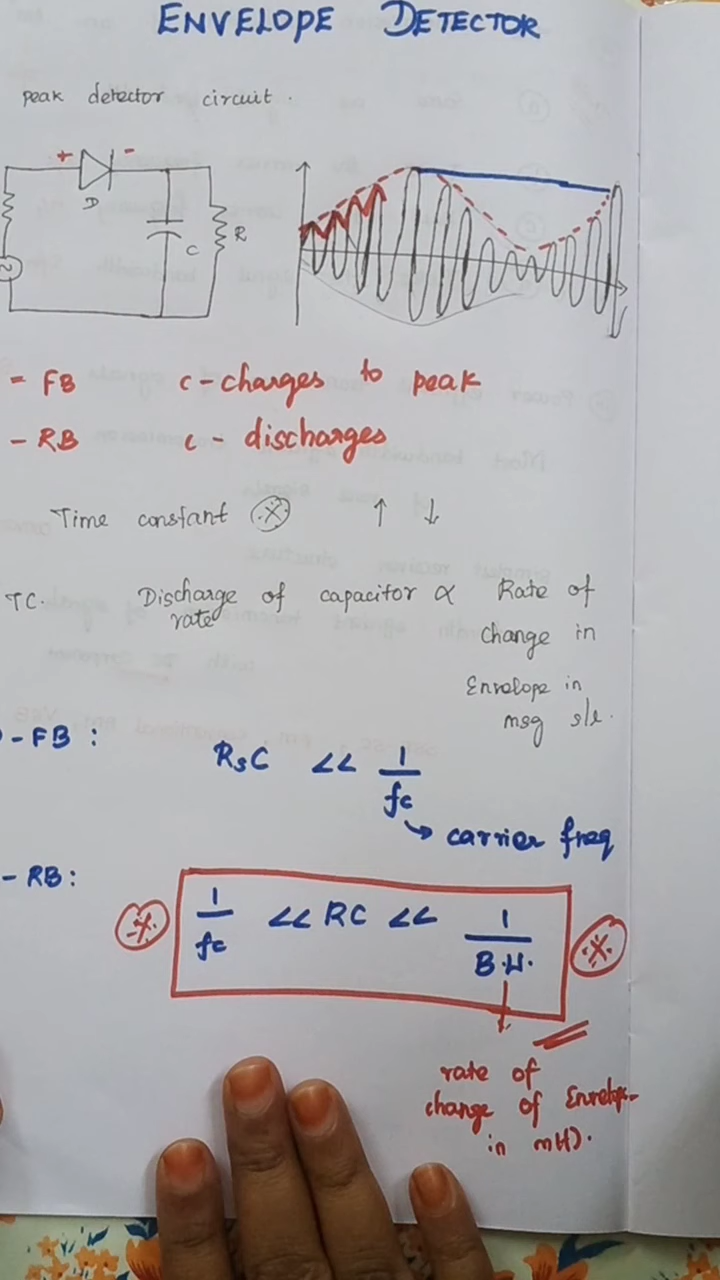 ENVELOPE DETECTOR
peak detector circuit.
+ -
D
C
R
= FB c - charges to peak
- RB c - discharges
Time constant ↑ ↓
TC. Discharge of capacitor ∝ Rate of
rate change in
Envelope in
msg s/l.
- FB :
RsC << 1/fc
↳ carrier freq
- RB :
1/fc << RC << 1/B.W.
rate of
change of Envelope
in m(t).